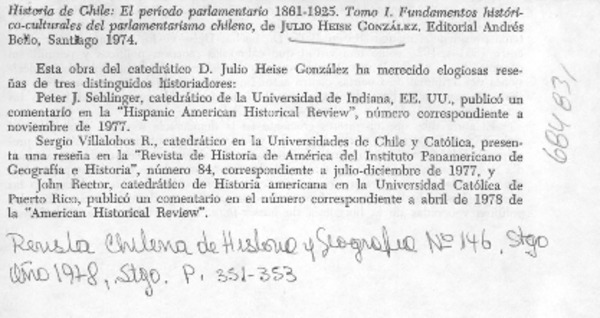 Historia de Chile: El período parlamentario 1861-1925. Tomo I. Fundamentos históri-
co-culturales del parlamentarismo chileno, de JULIO HEISE GONZÁLEZ. Editorial Andrés
Bello, Santiago 1974.
Esta obra del catedrático D. Julio Heise González ha merecido elogiosas rese-
ñas de tres distinguidos historiadores:
Peter J. Sehlinger, catedrático de la Universidad de Indiana, EE. UU., publicó un
comentario en la "Hispanic American Historical Review", número correspondiente a
noviembre de 1977.
Sergio Villalobos R., catedrático en la Universidades de Chile y Católica, presen-
ta una reseña en la "Revista de Historia de América del Instituto Panamericano de
Geografía e Historia", número 84, correspondiente a julio-diciembre de 1977, y
John Rector, catedrático de Historia americana en la Universidad Católica de
Puerto Rico, publicó un comentario en el número correspondiente a abril de 1978 de
la "American Historical Review".
Revista Chilena de Historia y Geografía Nº 146, Stgo
Año 1978, Stgo. P. 351-353
684831